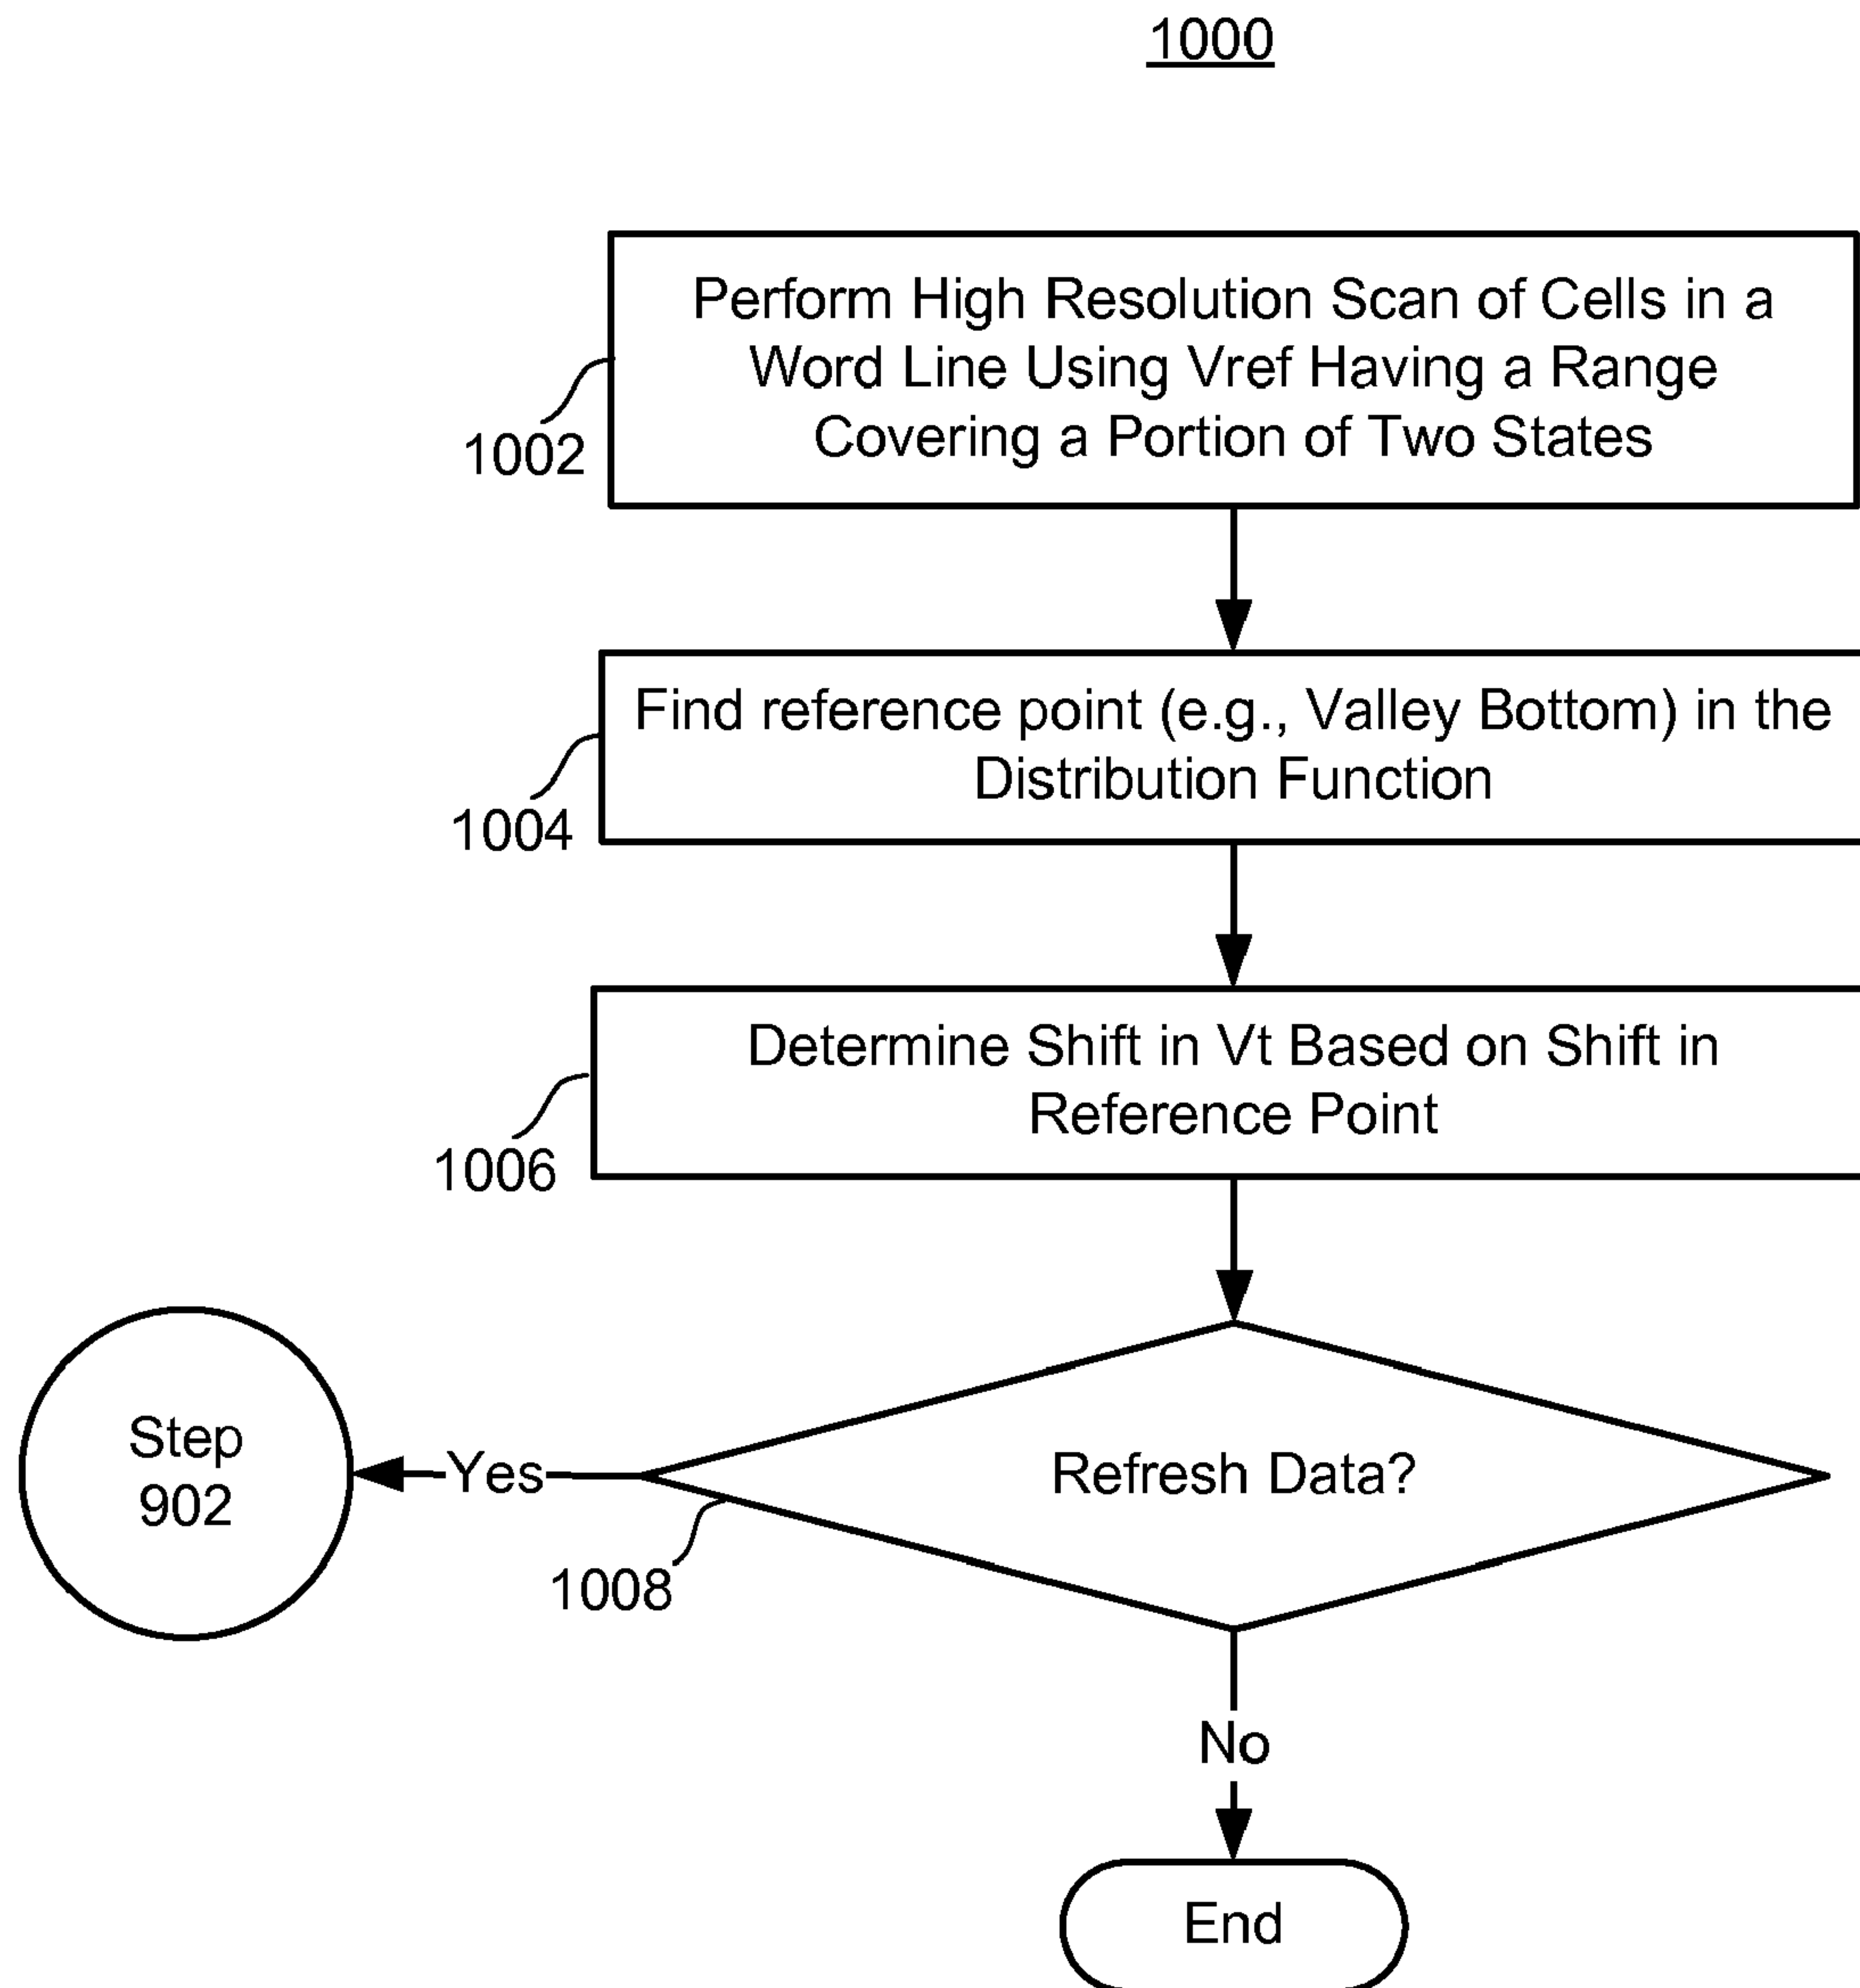 1000
Perform High Resolution Scan of Cells in a
Word Line Using Vref Having a Range
Covering a Portion of Two States
1002
Find reference point (e.g., Valley Bottom) in the
Distribution Function
1004
Determine Shift in Vt Based on Shift in
Reference Point
1006
Step
902
Yes
Refresh Data?
1008
No
End